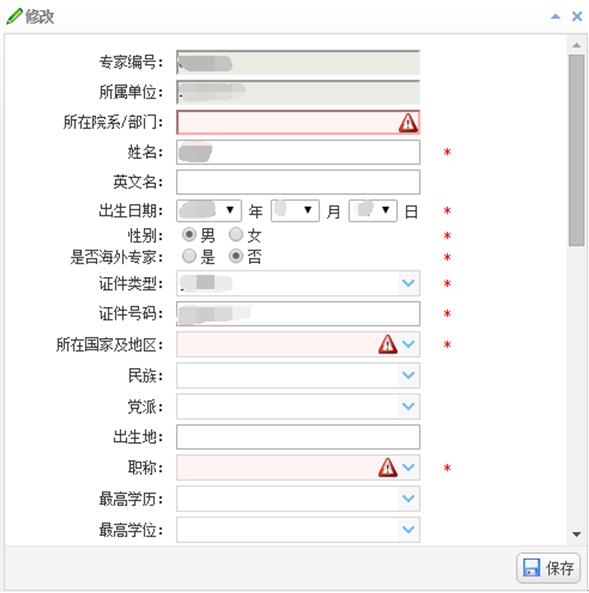 修改
专家编号：
所属单位：
所在院系/部门：
姓名： *
英文名：
出生日期： 年 月 日 *
性别： 男 女 *
是否海外专家： 是 否 *
证件类型： *
证件号码： *
所在国家及地区： *
民族：
党派：
出生地：
职称： *
最高学历：
最高学位：
保存